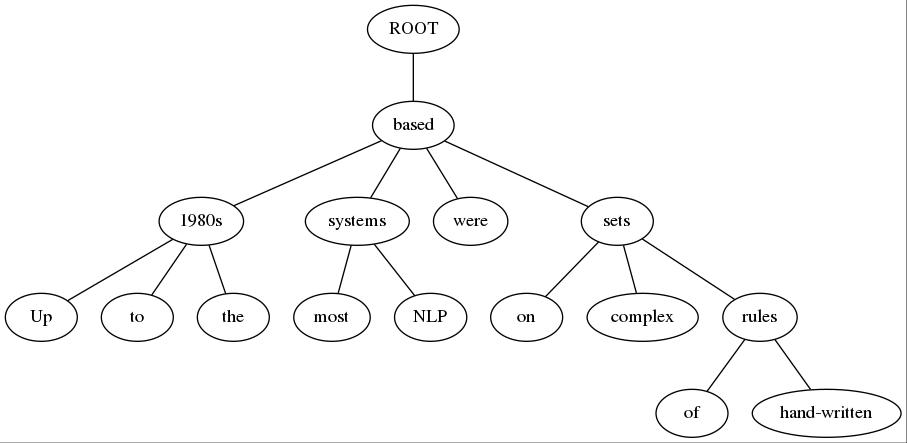 ROOT
based
1980s systems were sets
Up to the most NLP on complex rules
of hand-written